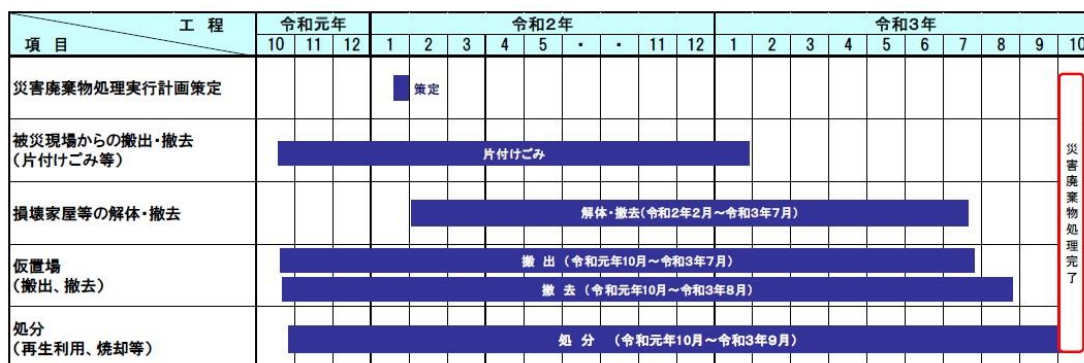 工 程
令和元年
令和2年
令和3年
項 目
10 11 12 1 2 3 4 5 ・ ・ 11 12 1 2 3 4 5 6 7 8 9 10
災害廃棄物処理実行計画策定
策定
被災現場からの搬出・撤去
(片付けごみ等)
片付けごみ
損壊家屋等の解体・撤去
解体・撤去(令和2年2月～令和3年7月)
仮置場
(搬出、撤去)
搬 出 (令和元年10月～令和3年7月)
撤 去 (令和元年10月～令和3年8月)
処分
(再生利用、焼却等)
処 分 (令和元年10月～令和3年9月)
災害廃棄物処理完了